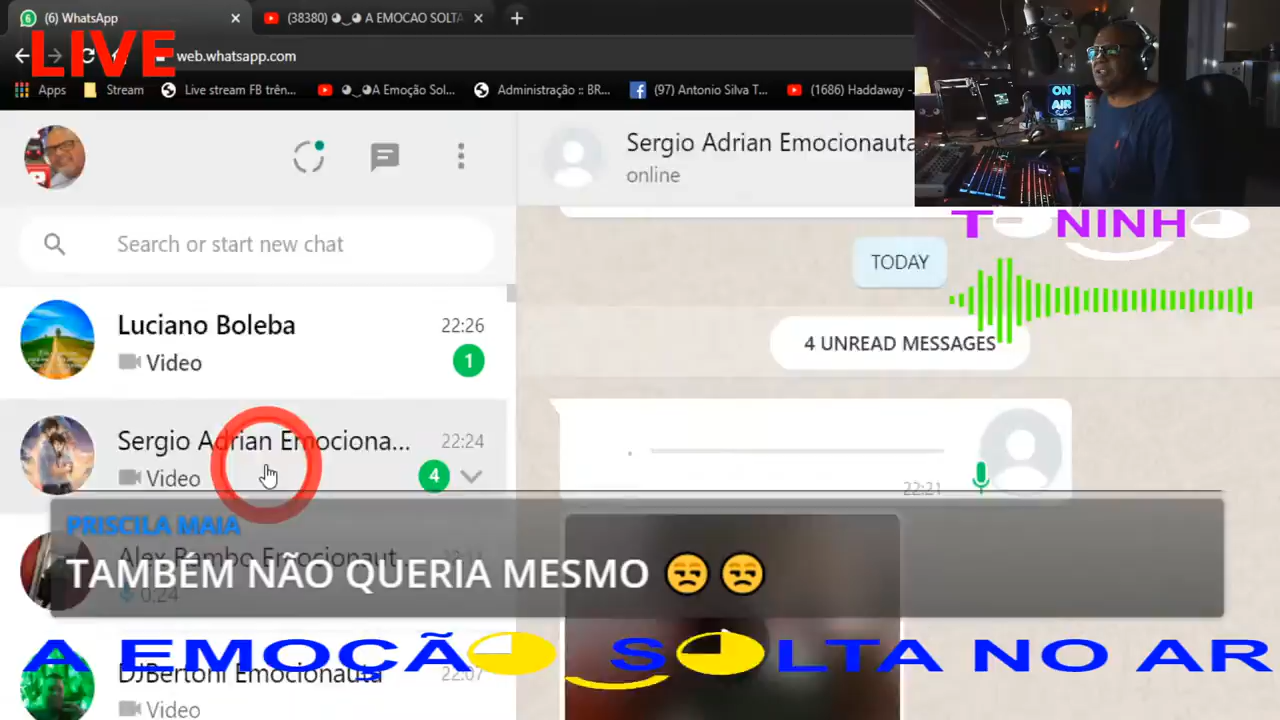 (6) WhatsApp
(38380) ◕‿◕ A EMOCAO SOLTA
LIVE
web.whatsapp.com
Apps
Stream
Live stream FB trên...
◕‿◕A Emoção Sol...
Administração :: BR...
(97) Antonio Silva T...
(1686) Haddaway -
ON AIR
Sergio Adrian Emocionauta
online
TONINHO
Search or start new chat
TODAY
Luciano Boleba
22:26
Video
1
4 UNREAD MESSAGES
Sergio Adrian Emociona...
22:24
Video
4
22:21
PRISCILA MAIA
Alex Rambo Emocionaut
TAMBÉM NÃO QUERIA MESMO 😒 😒
0:24
A EMOÇÃO SOLTA NO AR
DJBertoni Emocionauta
22:07
Video